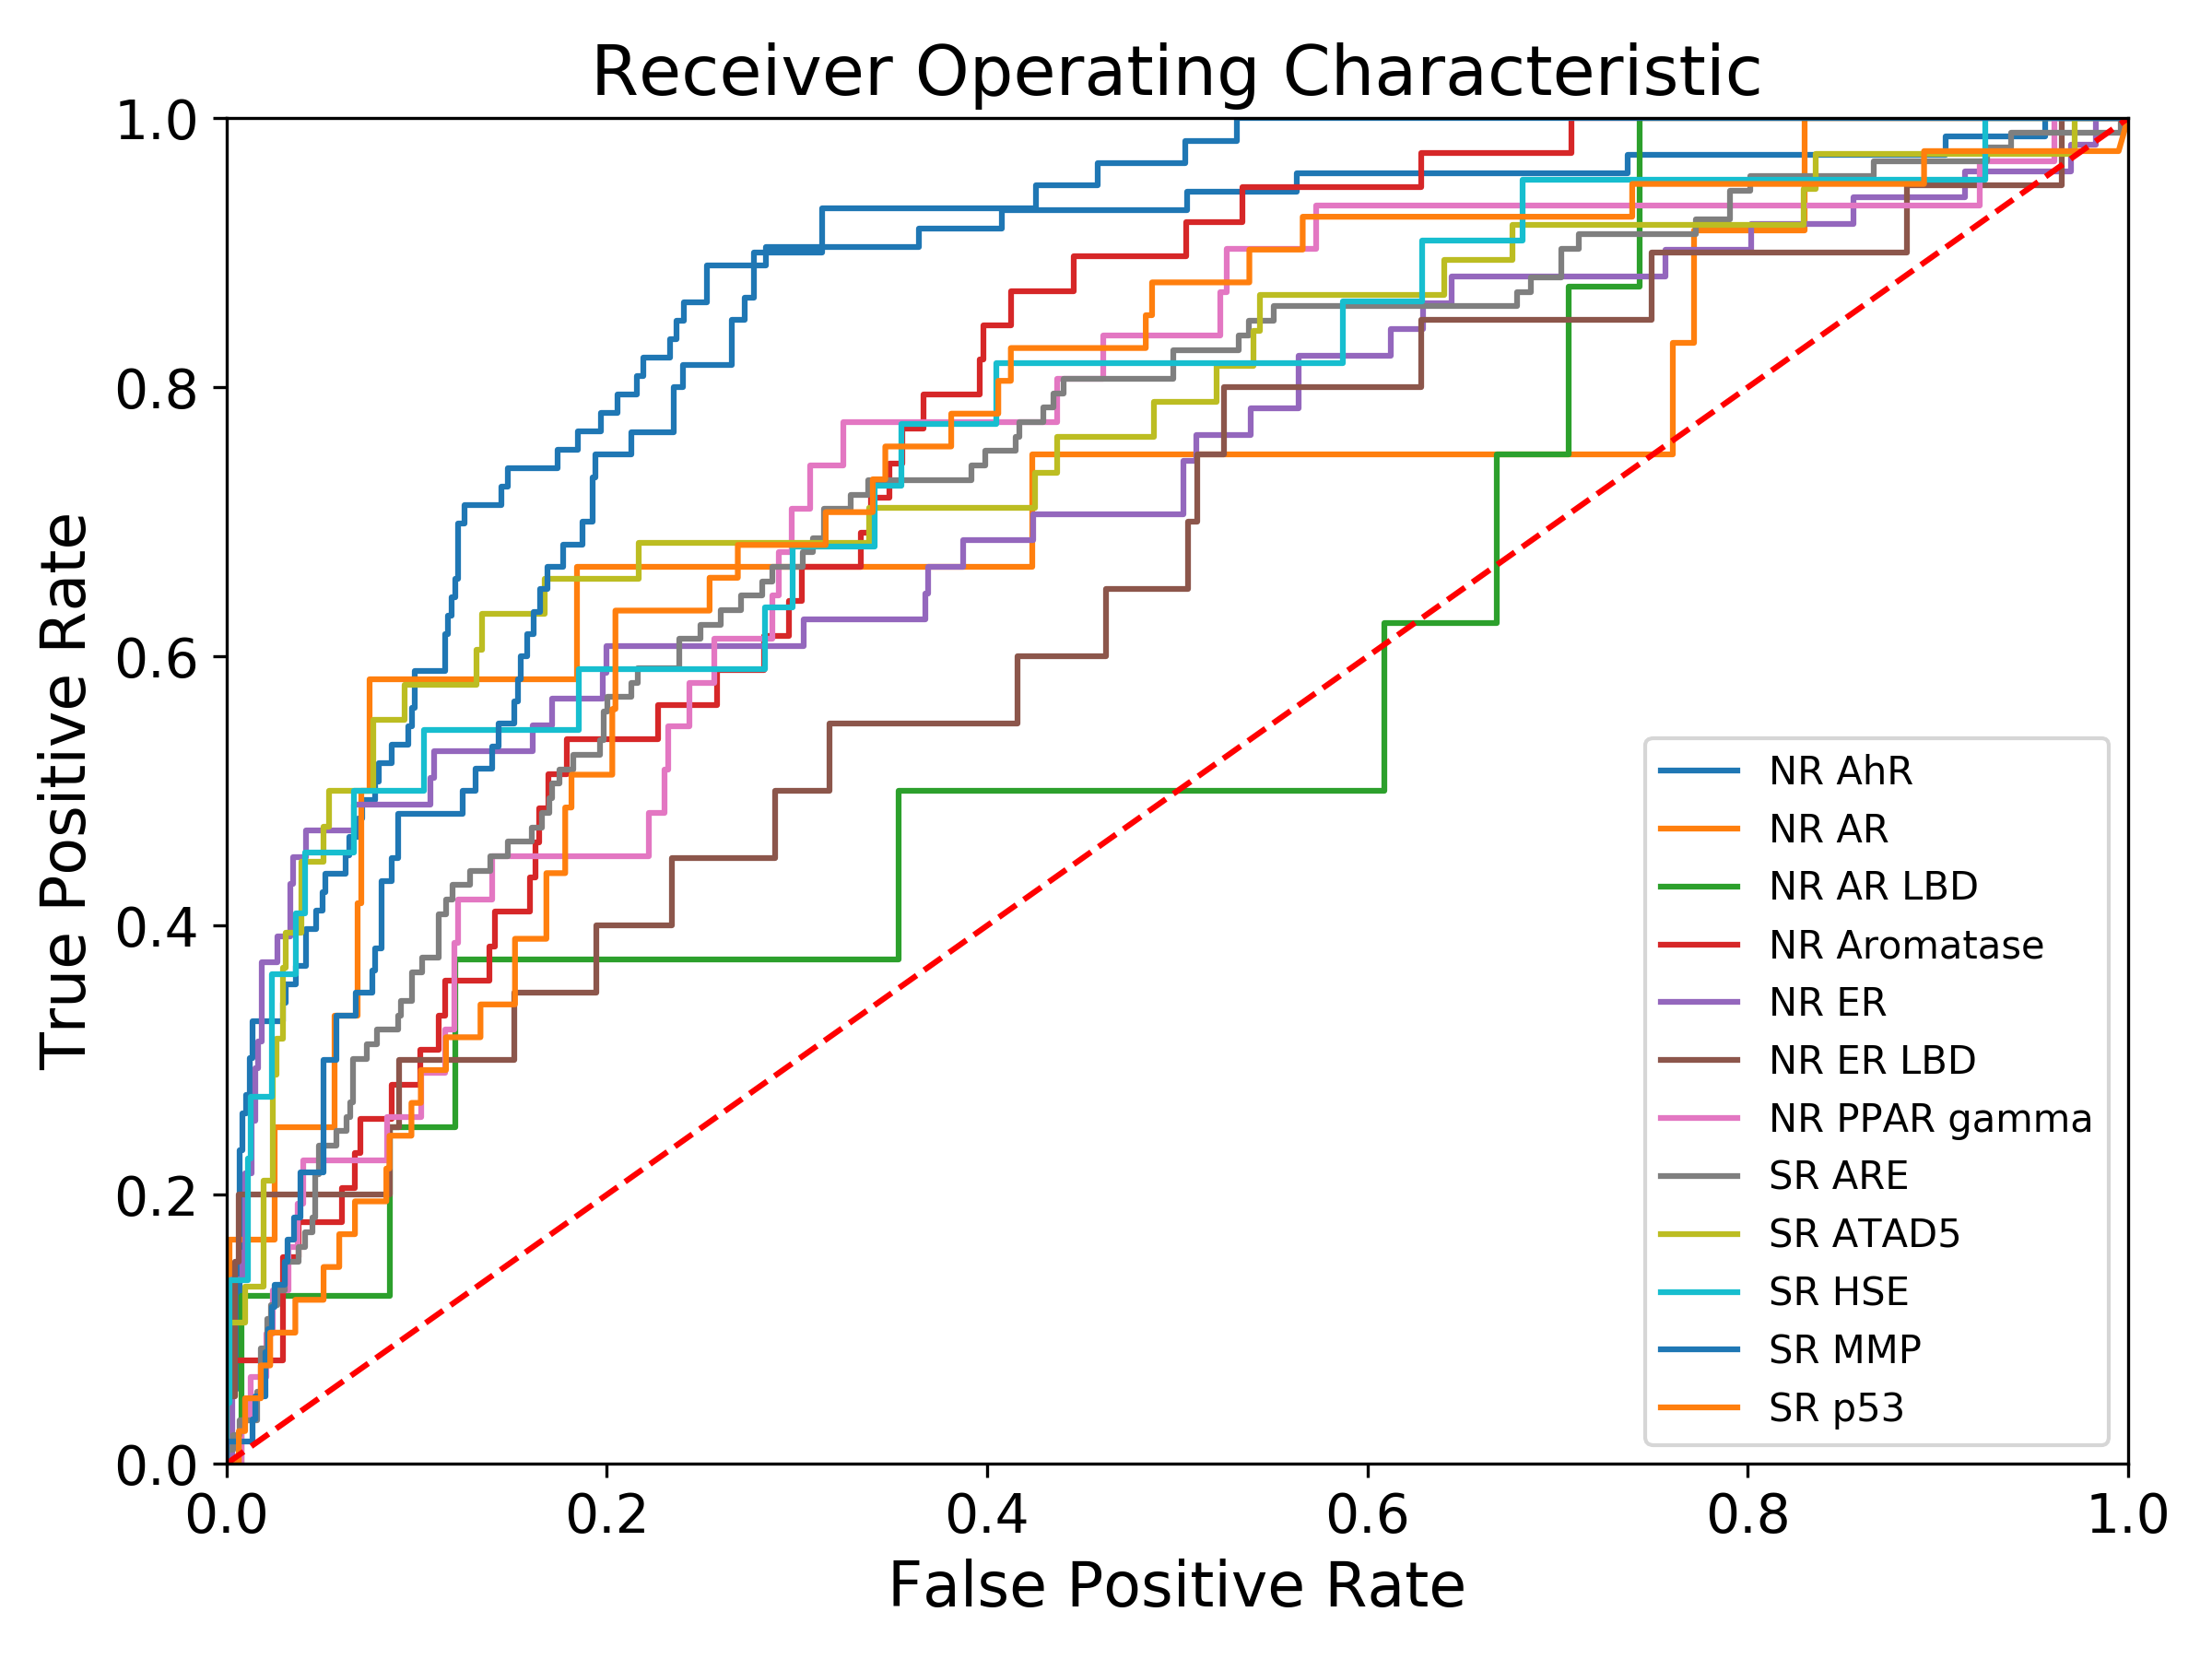 Receiver Operating Characteristic
1.0
0.8
0.6
0.4
0.2
0.0
True Positive Rate
NR AhR
NR AR
NR AR LBD
NR Aromatase
NR ER
NR ER LBD
NR PPAR gamma
SR ARE
SR ATAD5
SR HSE
SR MMP
SR p53
0.0 0.2 0.4 0.6 0.8 1.0
False Positive Rate